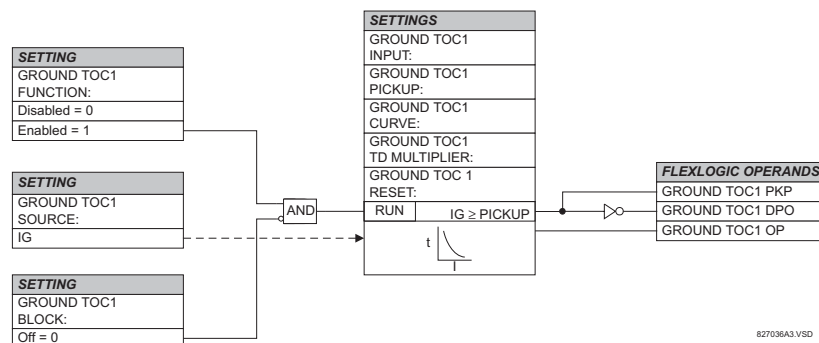 SETTING
GROUND TOC1
FUNCTION:
Disabled = 0
Enabled = 1
SETTING
GROUND TOC1
SOURCE:
IG
SETTING
GROUND TOC1
BLOCK:
Off = 0
AND
SETTINGS
GROUND TOC1
INPUT:
GROUND TOC1
PICKUP:
GROUND TOC1
CURVE:
GROUND TOC1
TD MULTIPLIER:
GROUND TOC 1
RESET:
RUN
IG ≥ PICKUP
t
I
FLEXLOGIC OPERANDS
GROUND TOC1 PKP
GROUND TOC1 DPO
GROUND TOC1 OP
827036A3.VSD